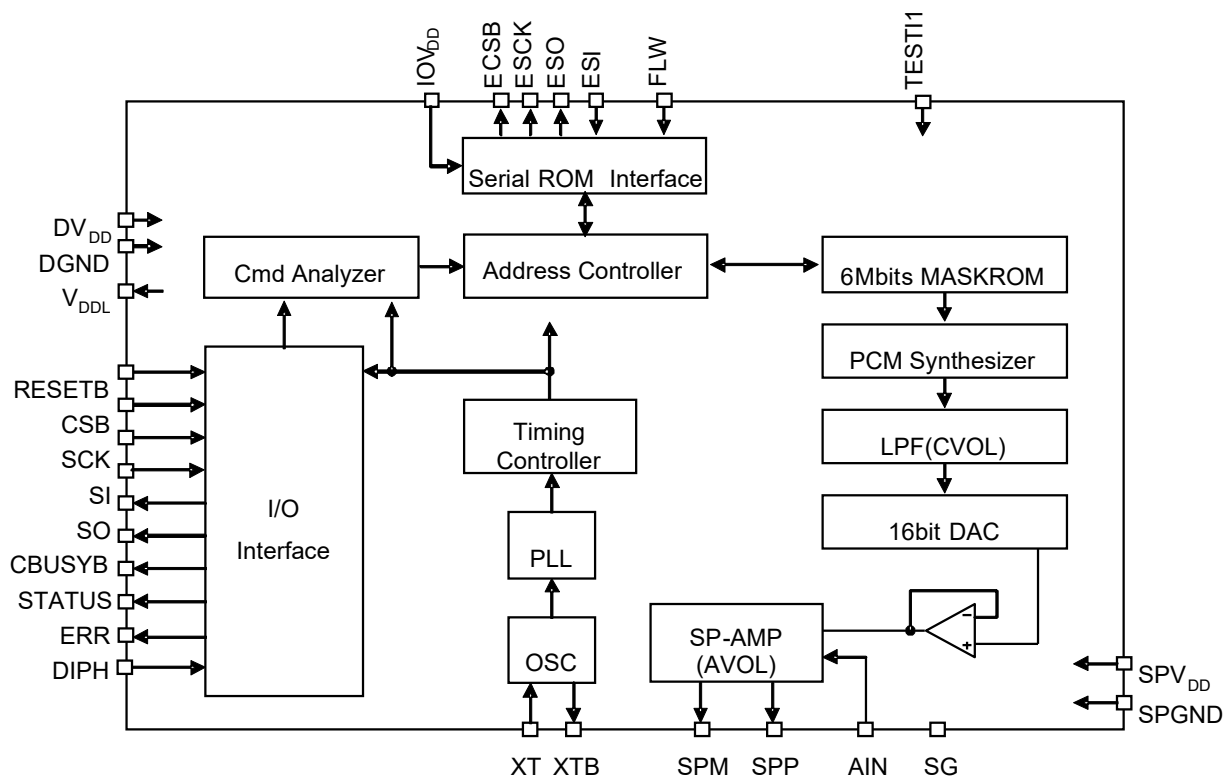 IOVDD
ECSB
ESCK
ESO
ESI
FLW
TESTI1
Serial ROM Interface
DVDD
DGND
VDDL
Cmd Analyzer
Address Controller
6Mbits MASKROM
PCM Synthesizer
LPF(CVOL)
16bit DAC
RESETB
CSB
SCK
SI
SO
CBUSYB
STATUS
ERR
DIPH
I/O
Interface
Timing
Controller
PLL
OSC
SP-AMP
(AVOL)
-
+
SPVDD
SPGND
XT
XTB
SPM
SPP
AIN
SG